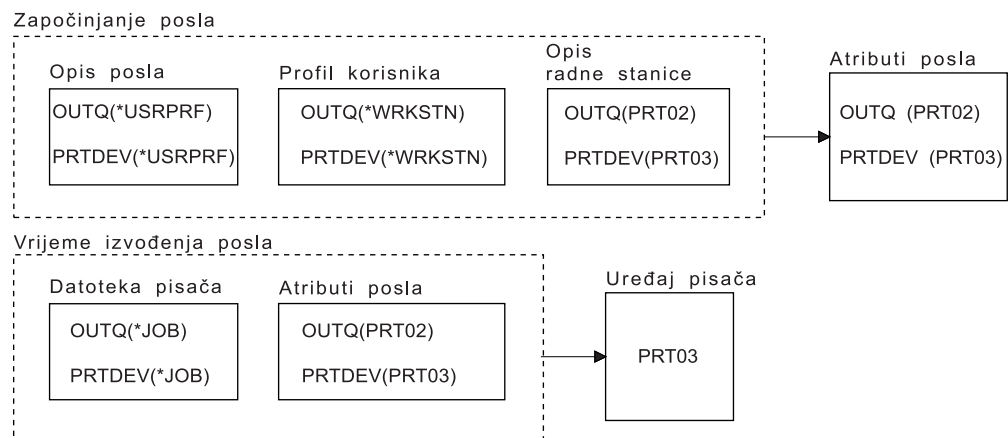 Započinjanje posla
Opis posla
OUTQ(*USRPRF)
PRTDEV(*USRPRF)
Profil korisnika
OUTQ(*WRKSTN)
PRTDEV(*WRKSTN)
Opis
radne stanice
OUTQ(PRT02)
PRTDEV(PRT03)
Atributi posla
OUTQ (PRT02)
PRTDEV (PRT03)
Vrijeme izvođenja posla
Datoteka pisača
OUTQ(*JOB)
PRTDEV(*JOB)
Atributi posla
OUTQ(PRT02)
PRTDEV(PRT03)
Uređaj pisača
PRT03